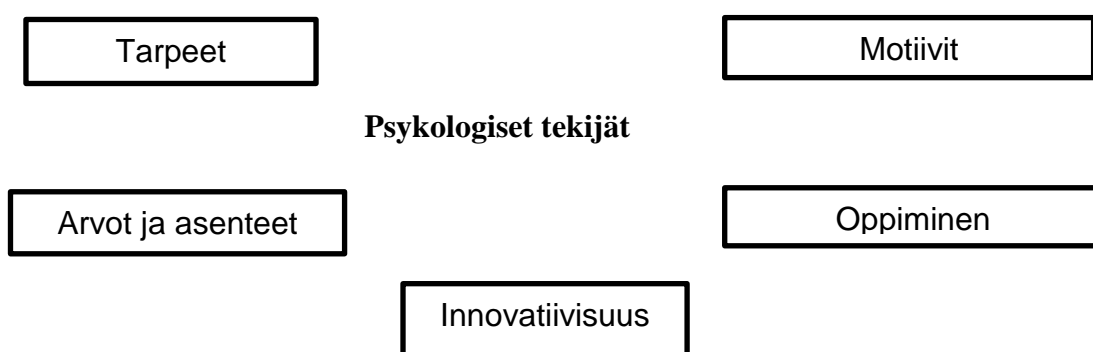 Tarpeet
Motiivit
Psykologiset tekijät
Arvot ja asenteet
Oppiminen
Innovatiivisuus